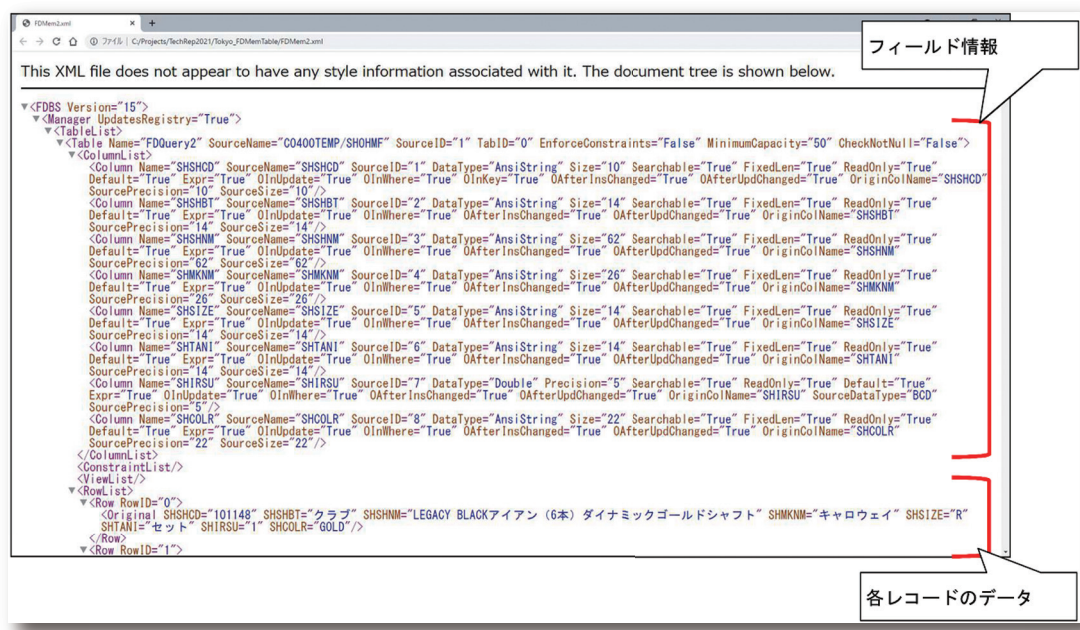 FDMem2.xml
ファイル | C:/Projects/TechRep2021/Tokyo_FDMemTable/FDMem2.xml
フィールド情報
This XML file does not appear to have any style information associated with it. The document tree is shown below.
▼<FDBS Version="15">
▼<Manager UpdatesRegistry="True">
▼<TableList>
▼<Table Name="FDQuery2" SourceName="CO400TEMP/SHOHMF" SourceID="1" TabID="0" EnforceConstraints="False" MinimumCapacity="50" CheckNotNull="False">
▼<ColumnList>
<Column Name="SHSHCD" SourceName="SHSHCD" SourceID="1" DataType="AnsiString" Size="10" Searchable="True" FixedLen="True" ReadOnly="True"
Default="True" Expr="True" OInUpdate="True" OInWhere="True" OInKey="True" OAfterInsChanged="True" OAfterUpdChanged="True" OriginColName="SHSHCD"
SourcePrecision="10" SourceSize="10"/>
<Column Name="SHSHBT" SourceName="SHSHBT" SourceID="2" DataType="AnsiString" Size="14" Searchable="True" FixedLen="True" ReadOnly="True"
Default="True" Expr="True" OInUpdate="True" OInWhere="True" OAfterInsChanged="True" OAfterUpdChanged="True" OriginColName="SHSHBT"
SourcePrecision="14" SourceSize="14"/>
<Column Name="SHSHNM" SourceName="SHSHNM" SourceID="3" DataType="AnsiString" Size="62" Searchable="True" FixedLen="True" ReadOnly="True"
Default="True" Expr="True" OInUpdate="True" OInWhere="True" OAfterInsChanged="True" OAfterUpdChanged="True" OriginColName="SHSHNM"
SourcePrecision="62" SourceSize="62"/>
<Column Name="SHMKNM" SourceName="SHMKNM" SourceID="4" DataType="AnsiString" Size="26" Searchable="True" FixedLen="True" ReadOnly="True"
Default="True" Expr="True" OInUpdate="True" OInWhere="True" OAfterInsChanged="True" OAfterUpdChanged="True" OriginColName="SHMKNM"
SourcePrecision="26" SourceSize="26"/>
<Column Name="SHSIZE" SourceName="SHSIZE" SourceID="5" DataType="AnsiString" Size="14" Searchable="True" FixedLen="True" ReadOnly="True"
Default="True" Expr="True" OInUpdate="True" OInWhere="True" OAfterInsChanged="True" OAfterUpdChanged="True" OriginColName="SHSIZE"
SourcePrecision="14" SourceSize="14"/>
<Column Name="SHTANI" SourceName="SHTANI" SourceID="6" DataType="AnsiString" Size="14" Searchable="True" FixedLen="True" ReadOnly="True"
Default="True" Expr="True" OInUpdate="True" OInWhere="True" OAfterInsChanged="True" OAfterUpdChanged="True" OriginColName="SHTANI"
SourcePrecision="14" SourceSize="14"/>
<Column Name="SHIRSU" SourceName="SHIRSU" SourceID="7" DataType="Double" Precision="5" Searchable="True" ReadOnly="True" Default="True"
Expr="True" OInUpdate="True" OInWhere="True" OAfterInsChanged="True" OAfterUpdChanged="True" OriginColName="SHIRSU" SourceDataType="BCD"
SourcePrecision="5"/>
<Column Name="SHCOLR" SourceName="SHCOLR" SourceID="8" DataType="AnsiString" Size="22" Searchable="True" FixedLen="True" ReadOnly="True"
Default="True" Expr="True" OInUpdate="True" OInWhere="True" OAfterInsChanged="True" OAfterUpdChanged="True" OriginColName="SHCOLR"
SourcePrecision="22" SourceSize="22"/>
</ColumnList>
<ConstraintList/>
<ViewList/>
▼<RowList>
▼<Row RowID="0">
<Original SHSHCD="101148" SHSHBT="クラブ" SHSHNM="LEGACY BLACKアイアン（6本）ダイナミックゴールドシャフト" SHMKNM="キャロウェイ" SHSIZE="R"
SHTANI="セット" SHIRSU="1" SHCOLR="GOLD"/>
</Row>
▼<Row RowID="1">
各レコードのデータ